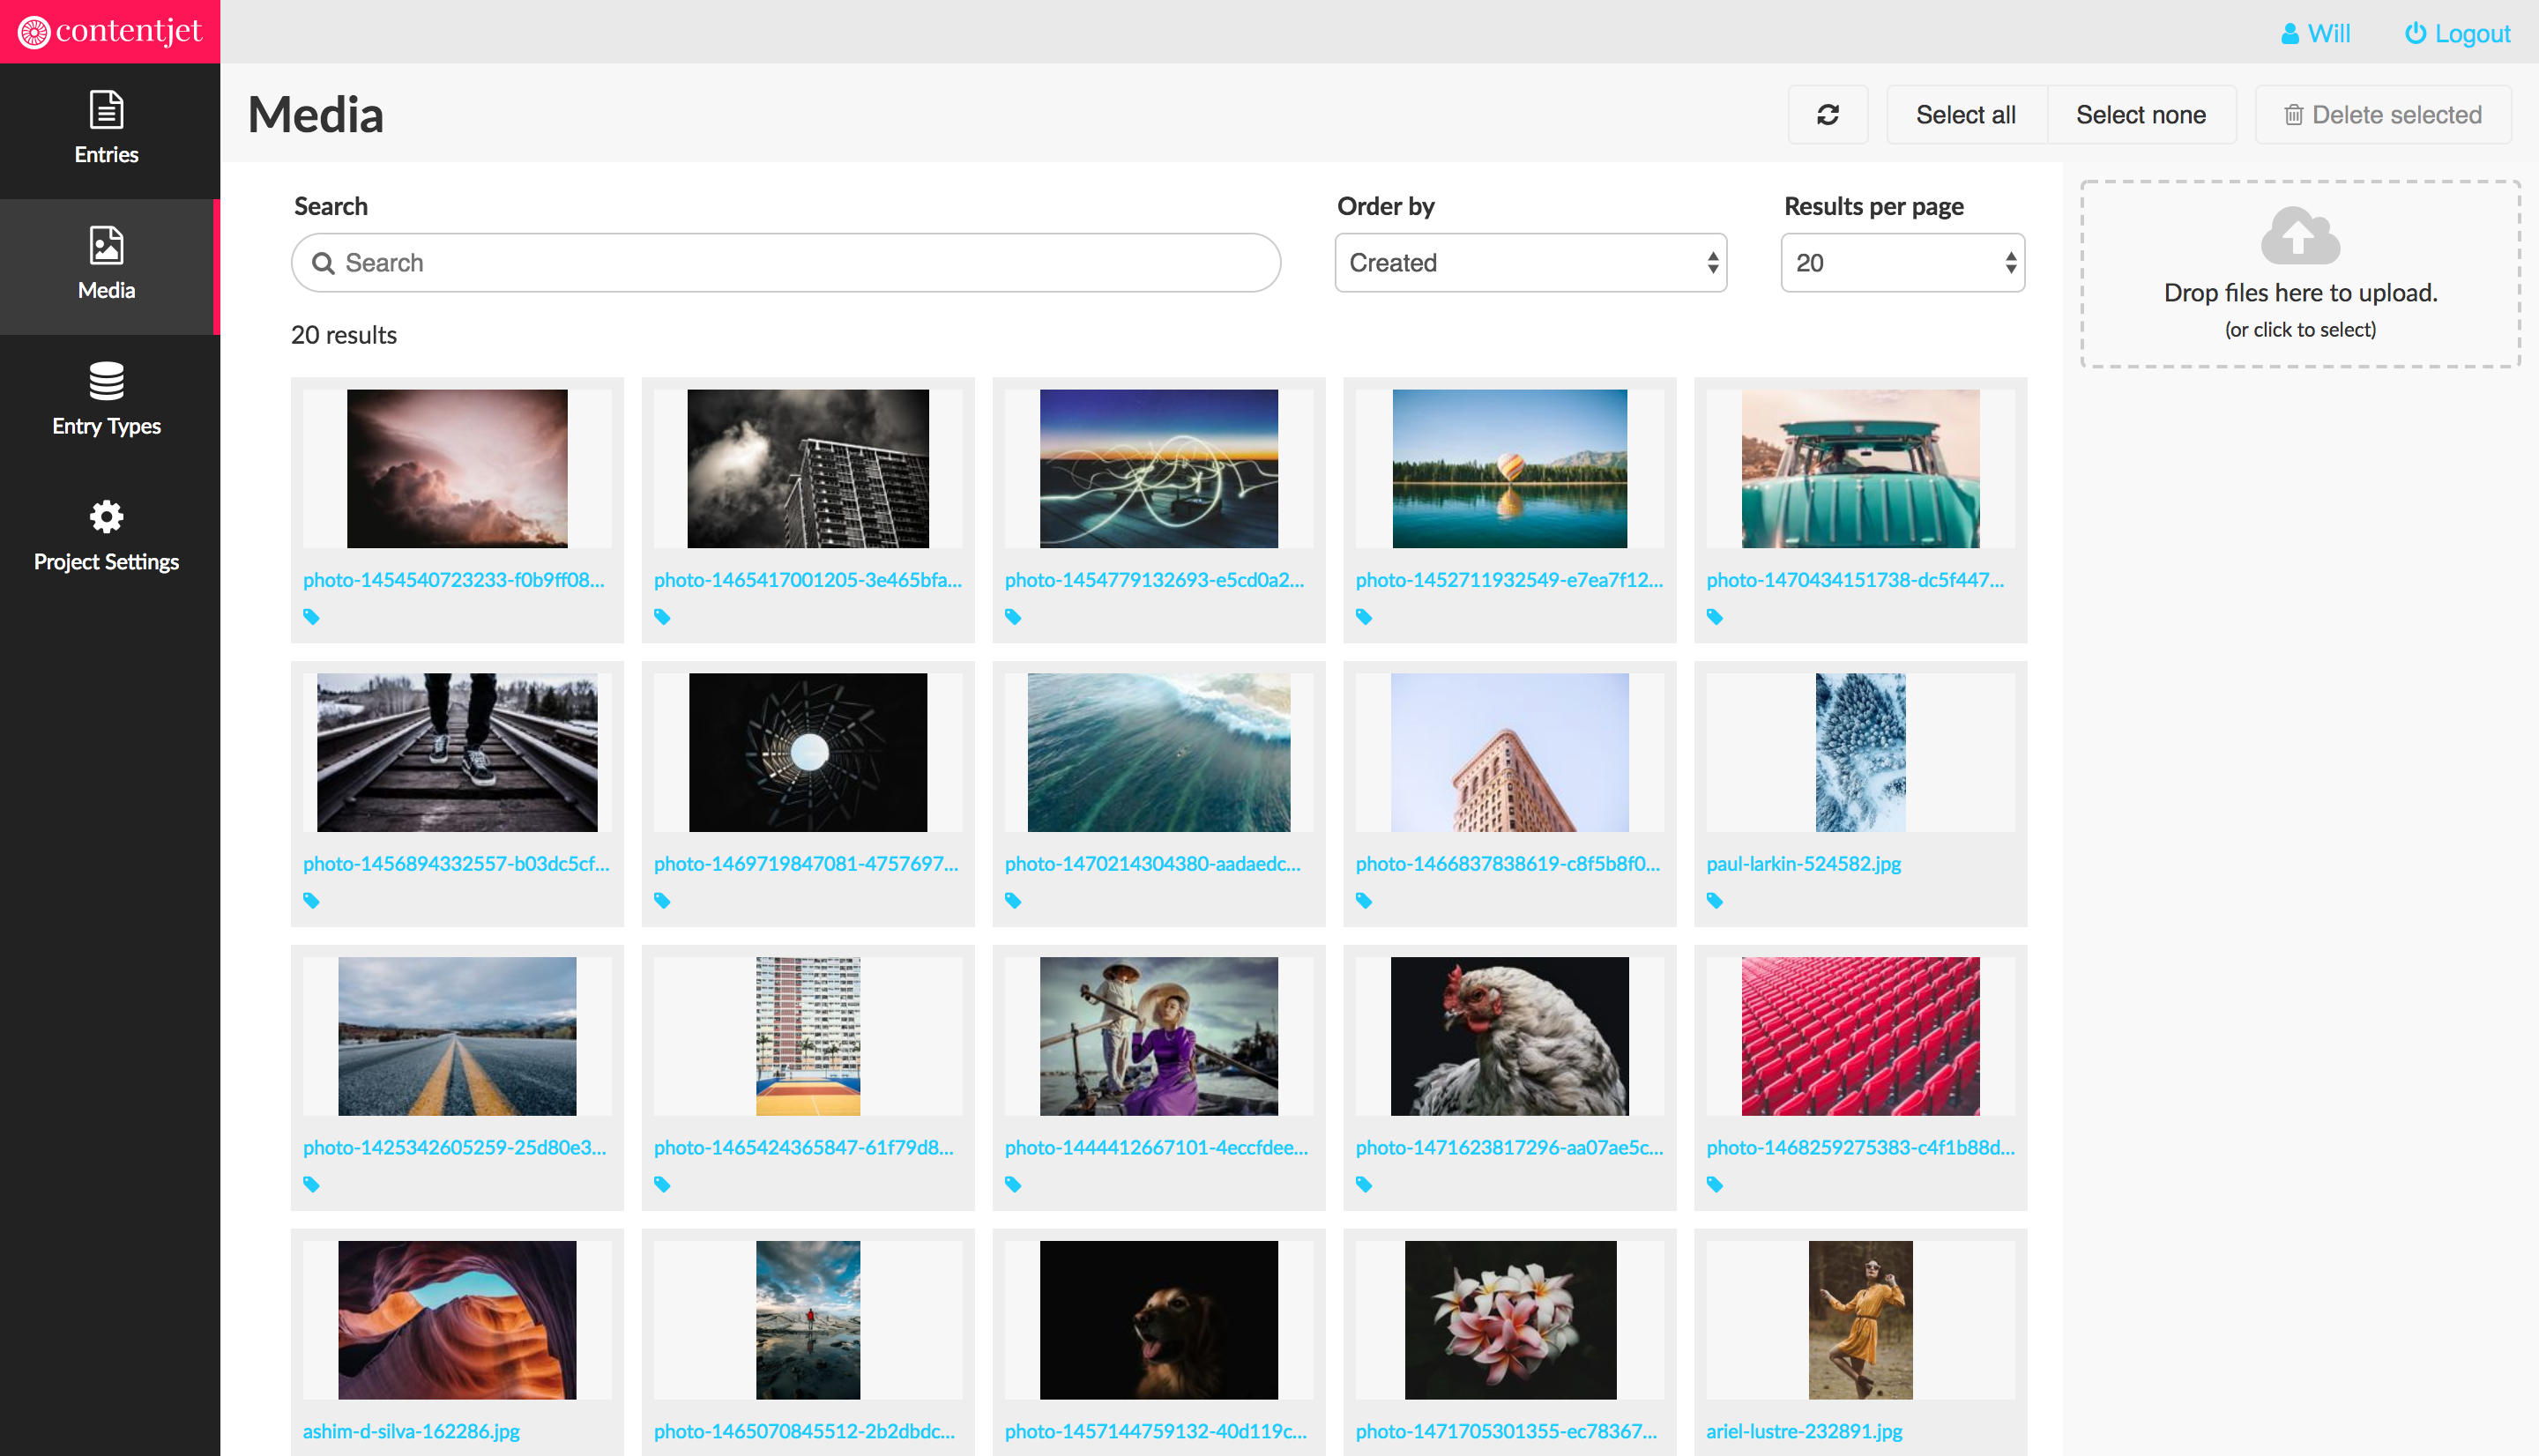 contentjet
Will
Logout
Entries
Media
Entry Types
Project Settings
Media
Select all
Select none
Delete selected
Search
Order by
Results per page
Search
Created
20
Drop files here to upload.
(or click to select)
20 results
photo-1454540723233-f0b9ff08...
photo-1465417001205-3e465bfa...
photo-1454779132693-e5cd0a2...
photo-1452711932549-e7ea7f12...
photo-1470434151738-dc5f447...
photo-1456894332557-b03dc5cf...
photo-1469719847081-4757697...
photo-1470214304380-aadaedc...
photo-1466837838619-c8f5b8f0...
paul-larkin-524582.jpg
photo-1425342605259-25d80e3...
photo-1465424365847-61f79d8...
photo-1444412667101-4eccfdee...
photo-1471623817296-aa07ae5c...
photo-1468259275383-c4f1b88d...
ashim-d-silva-162286.jpg
photo-1465070845512-2b2dbdc...
photo-1457144759132-40d119c...
photo-1471705301355-ec78367...
ariel-lustre-232891.jpg